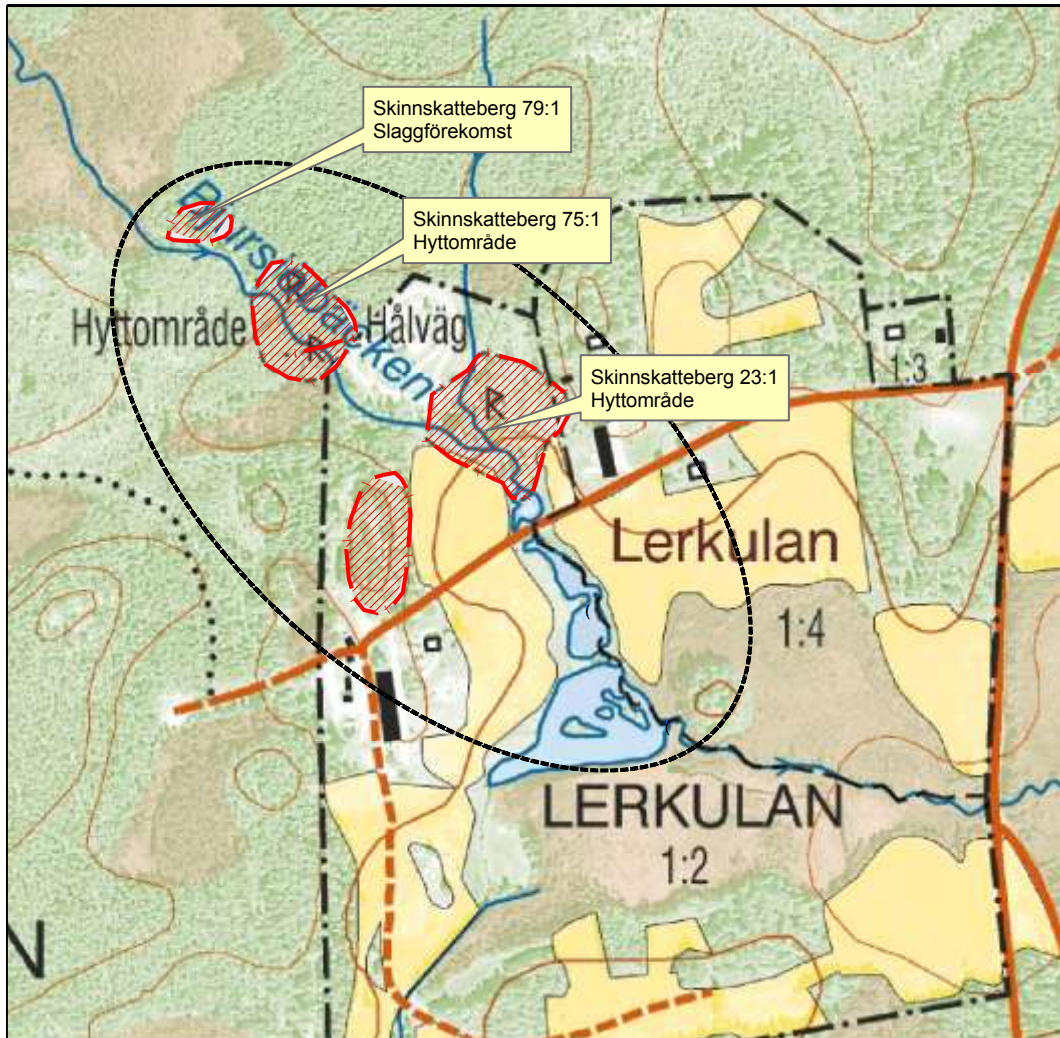 Skinnskatteberg 79:1
Slaggförekomst
Skinnskatteberg 75:1
Hyttområde
Hyttområde
R
Hålväg
Skinnskatteberg 23:1
Hyttområde
R
1:3
Lerkulan
1:4
LERKULAN
1:2
N